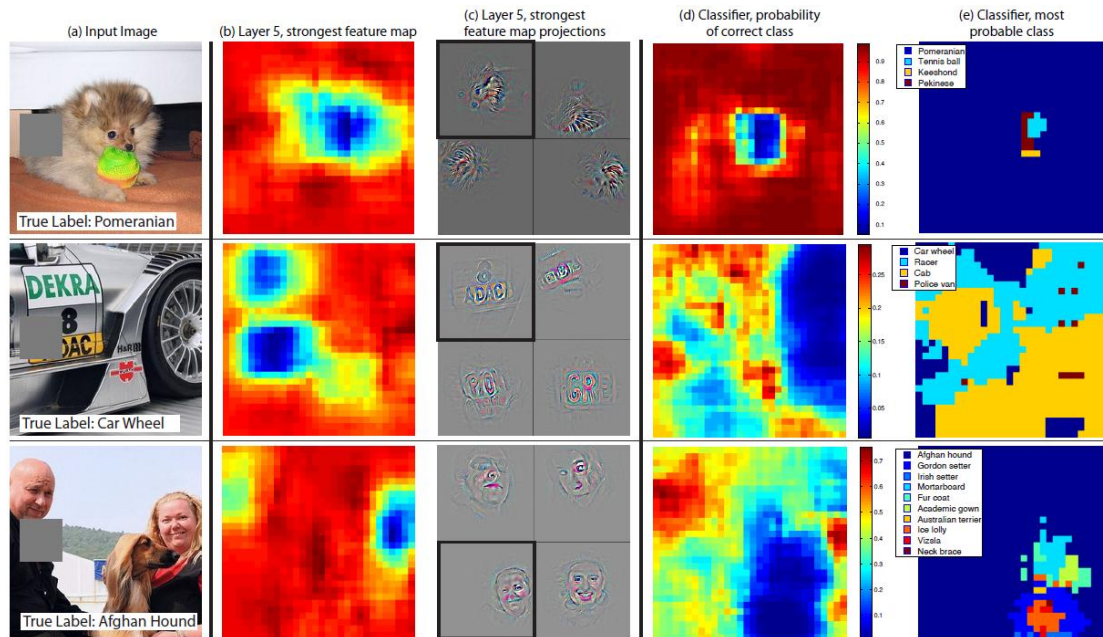 (a) Input Image
(b) Layer 5, strongest feature map
(c) Layer 5, strongest
feature map projections
(d) Classifier, probability
of correct class
(e) Classifier, most
probable class
True Label: Pomeranian
0.9
0.8
0.7
0.6
0.5
0.4
0.3
0.2
0.1
Pomeranian
Tennis ball
Keeshond
Pekinese
DEKRA
8
DAC
H&R
True Label: Car Wheel
ADAC
GRE
0.25
0.2
0.15
0.1
0.05
Car wheel
Racer
Cab
Police van
True Label: Afghan Hound
0.7
0.6
0.5
0.4
0.3
0.2
0.1
Afghan hound
Gordon setter
Irish setter
Mortarboard
Fur coat
Academic gown
Australian terrier
Ice lolly
Vizsla
Neck brace